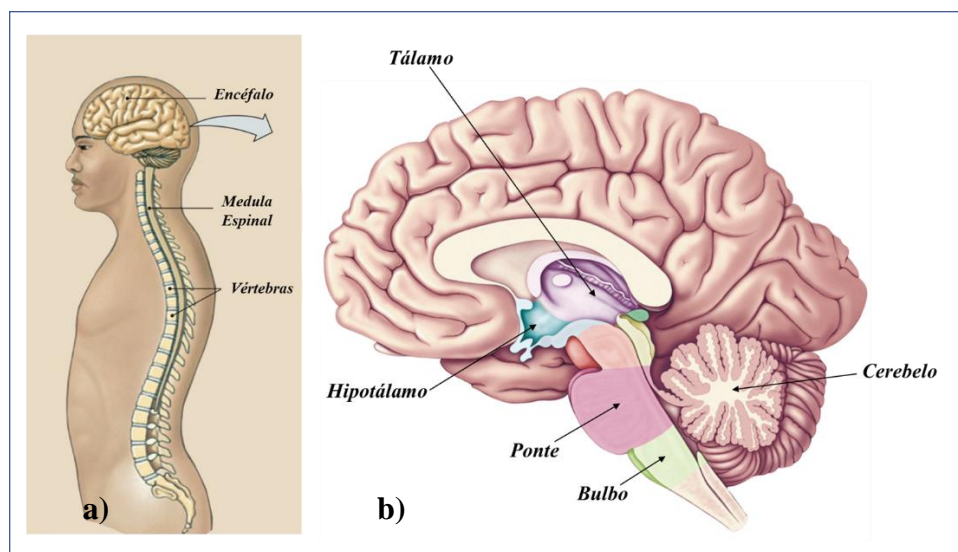 Encéfalo
Medula
Espinal
Vértebras
a)
Tálamo
Hipotálamo
Cerebelo
Ponte
Bulbo
b)